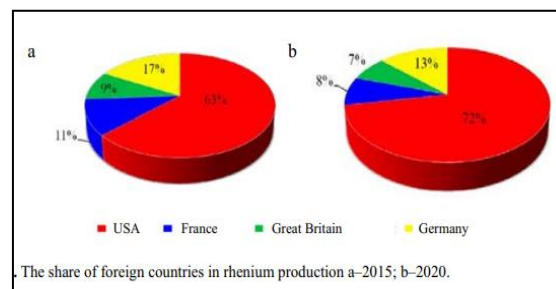 a
b
17%
9%
63%
11%
7%
13%
8%
72%
USA
France
Great Britain
Germany
. The share of foreign countries in rhenium production a–2015; b–2020.